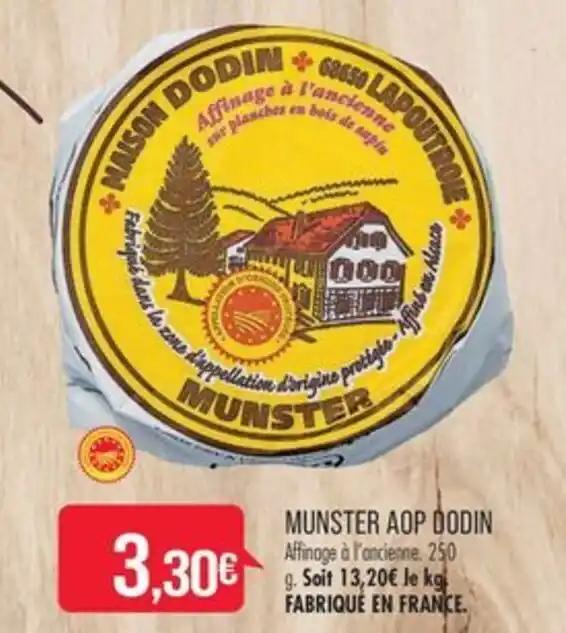 MAISON DODIN ✤ 68650 LAPOUTROIE
Affinage à l'ancienne
sur planches en bois de sapin
Fabriqué dans la zone d'appellation d'origine protégée - Affiné en Alsace
MUNSTER
MUNSTER AOP DODIN
Affinage à l'ancienne. 250
g. Soit 13,20€ le kg.
FABRIQUÉ EN FRANCE.
3,30€